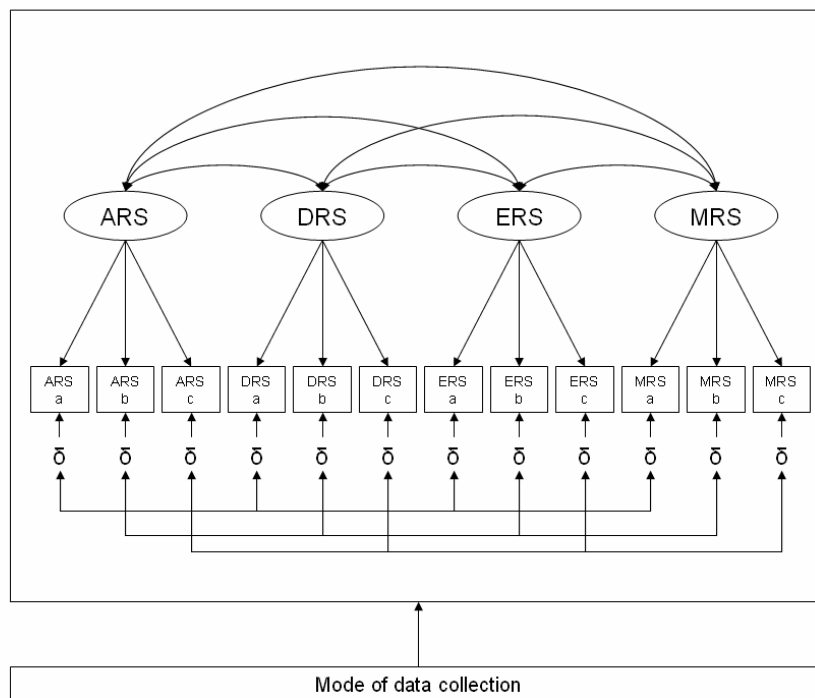 ARS DRS ERS MRS
ARS ARS ARS DRS DRS DRS ERS ERS ERS MRS MRS MRS
a b c a b c a b c a b c
δ δ δ δ δ δ δ δ δ δ δ δ
Mode of data collection